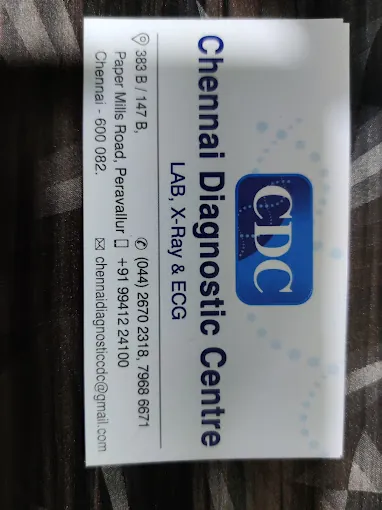 CDC
Chennai Diagnostic Centre
LAB, X-Ray & ECG
383 B / 147 B,
Paper Mills Road, Peravallur
Chennai - 600 082.
(044) 2670 2318, 7968 6671
+91 99412 24100
chennaidiagnosticcdc@gmail.com